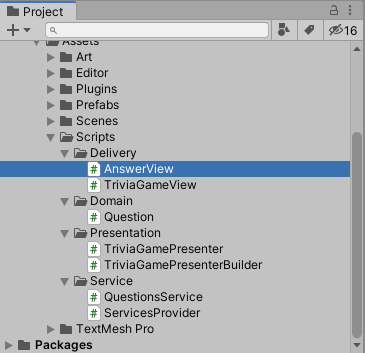 Project
16
Assets
Art
Editor
Plugins
Prefabs
Scenes
Scripts
Delivery
AnswerView
TriviaGameView
Domain
Question
Presentation
TriviaGamePresenter
TriviaGamePresenterBuilder
Service
QuestionsService
ServicesProvider
TextMesh Pro
Packages